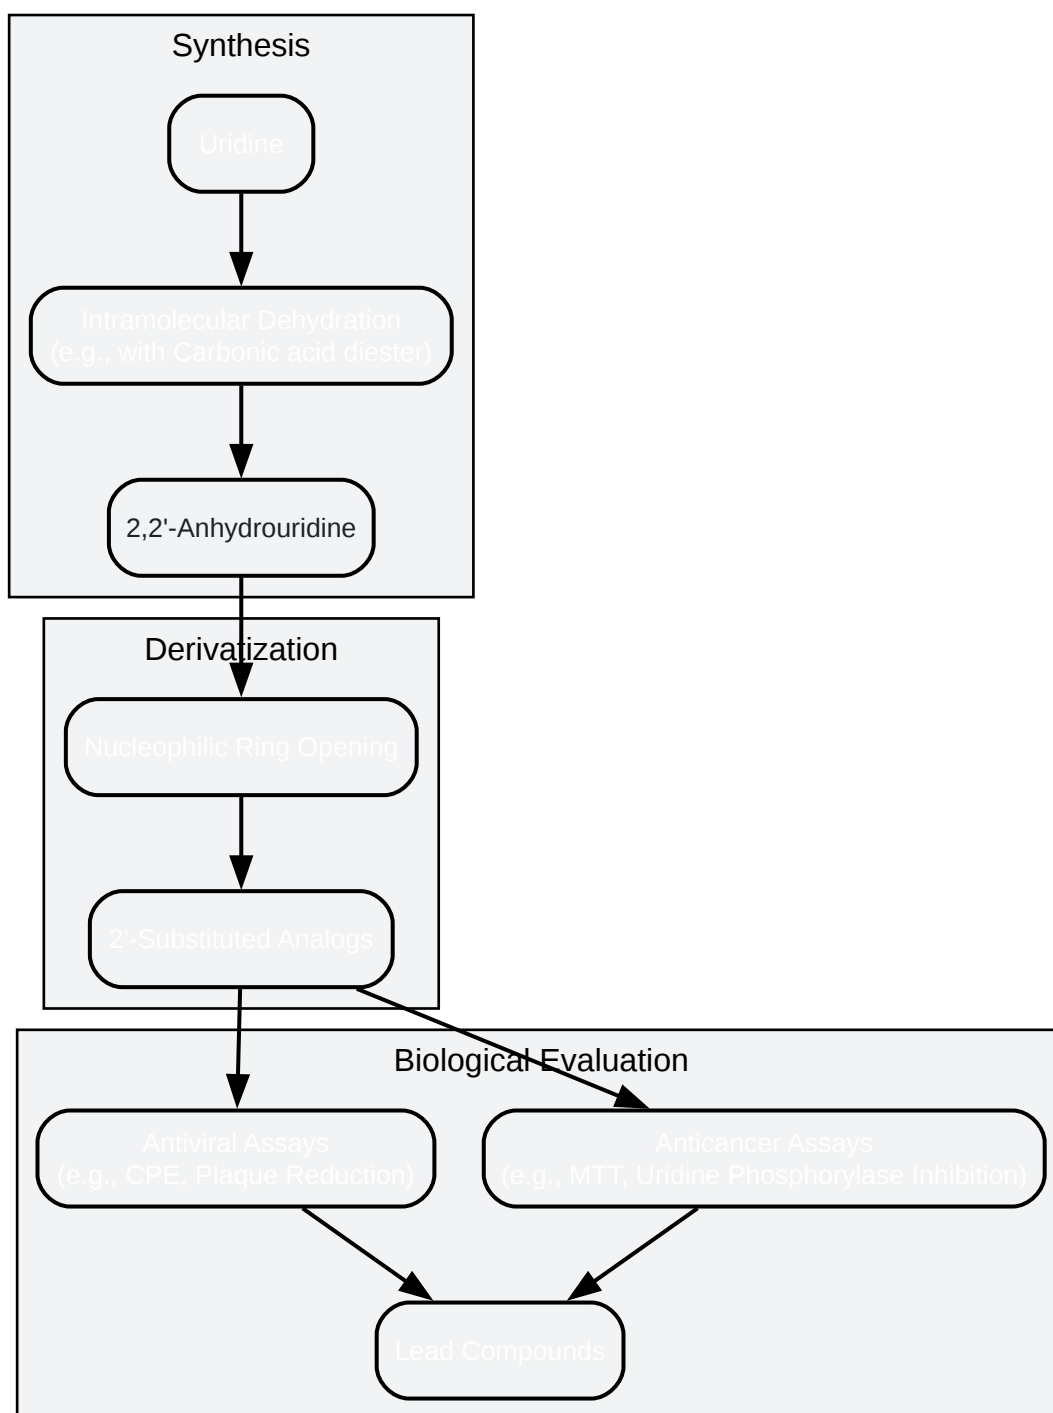 Synthesis
Uridine
Intramolecular Dehydration
(e.g., with Carbonic acid diester)
2,2'-Anhydrouridine
Derivatization
Nucleophilic Ring Opening
2'-Substituted Analogs
Biological Evaluation
Antiviral Assays
(e.g., CPE, Plaque Reduction)
Anticancer Assays
(e.g., MTT, Uridine Phosphorylase Inhibition)
Lead Compounds